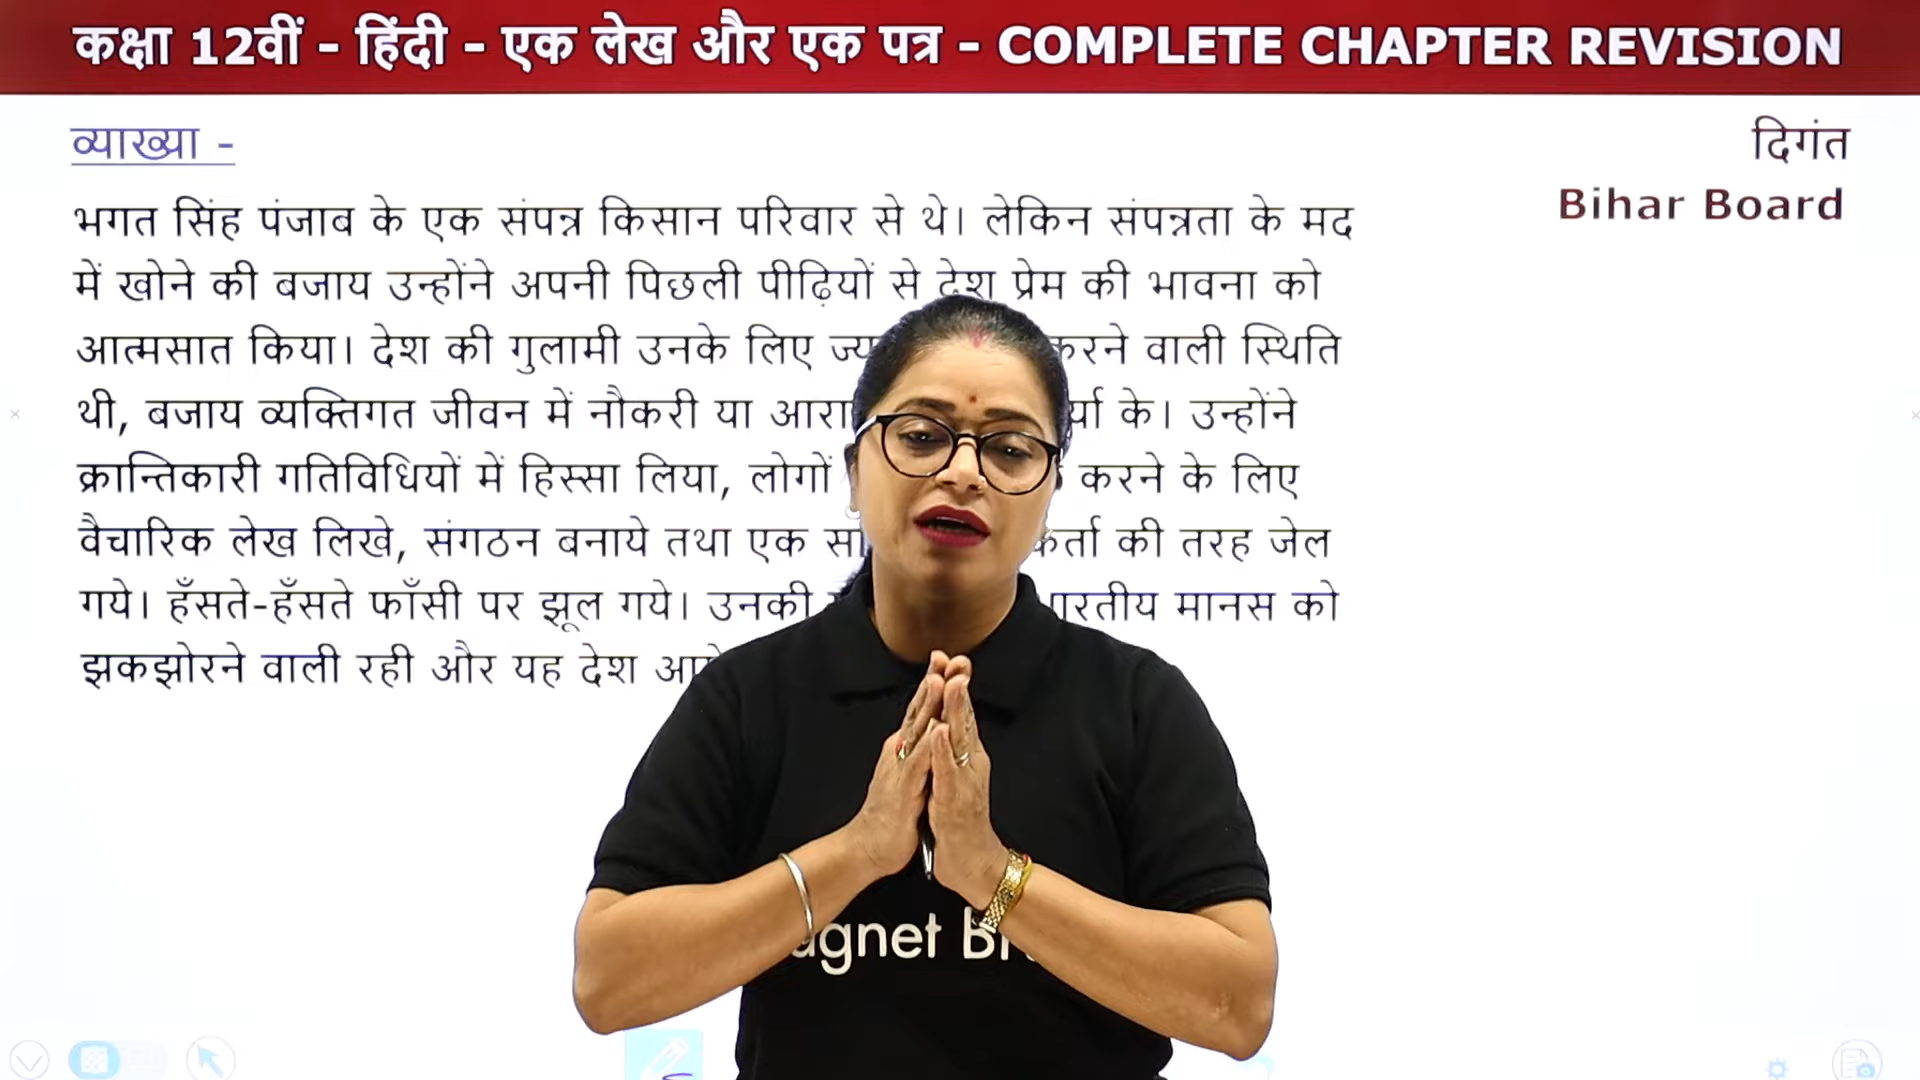 कक्षा 12वीं - हिंदी - एक लेख और एक पत्र - COMPLETE CHAPTER REVISION
व्याख्या -
दिगंत
Bihar Board
भगत सिंह पंजाब के एक संपन्न किसान परिवार से थे। लेकिन संपन्नता के मद
में खोने की बजाय उन्होंने अपनी पिछली पीढ़ियों से देश प्रेम की भावना को
आत्मसात किया। देश की गुलामी उनके लिए करने वाली स्थिति
थी, बजाय व्यक्तिगत जीवन में नौकरी या के। उन्होंने
क्रान्तिकारी गतिविधियों में हिस्सा लिया, लोगों करने के लिए
वैचारिक लेख लिखे, संगठन बनाये तथा एक की तरह जेल
गये। हँसते-हँसते फाँसी पर झूल गये। उनकी मानस को
झकझोरने वाली रही और यह देश